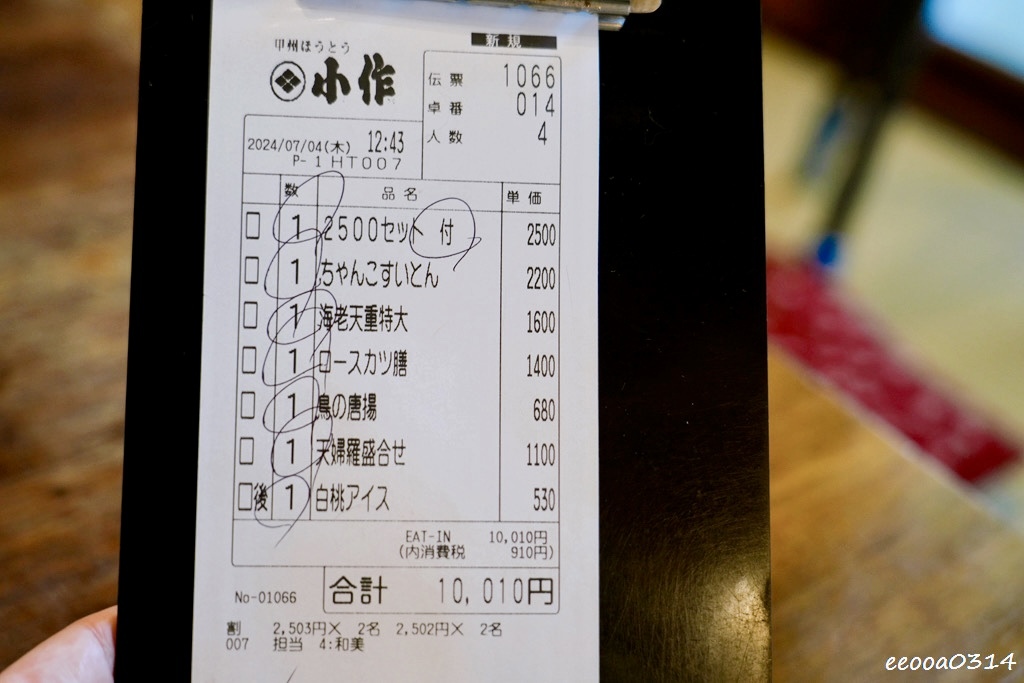 新規
甲州ほうとう
小作
伝票 1066
卓番 014
人数 4
2024/07/04(木) 12:43
P-1HT007
数 品名 単価
□ 1 2500セット 付 2500
□ 1 ちゃんこすいとん 2200
□ 1 海老天重特大 1600
□ 1 ロースカツ膳 1400
□ 1 鳥の唐揚 680
□ 1 天婦羅盛合せ 1100
□後 1 白桃アイス 530
EAT-IN 10,010円
(内消費税 910円)
No-01066 合計 10,010円
割 2,503円X 2名 2,502円X 2名
007 担当 4:和美
eeooa0314